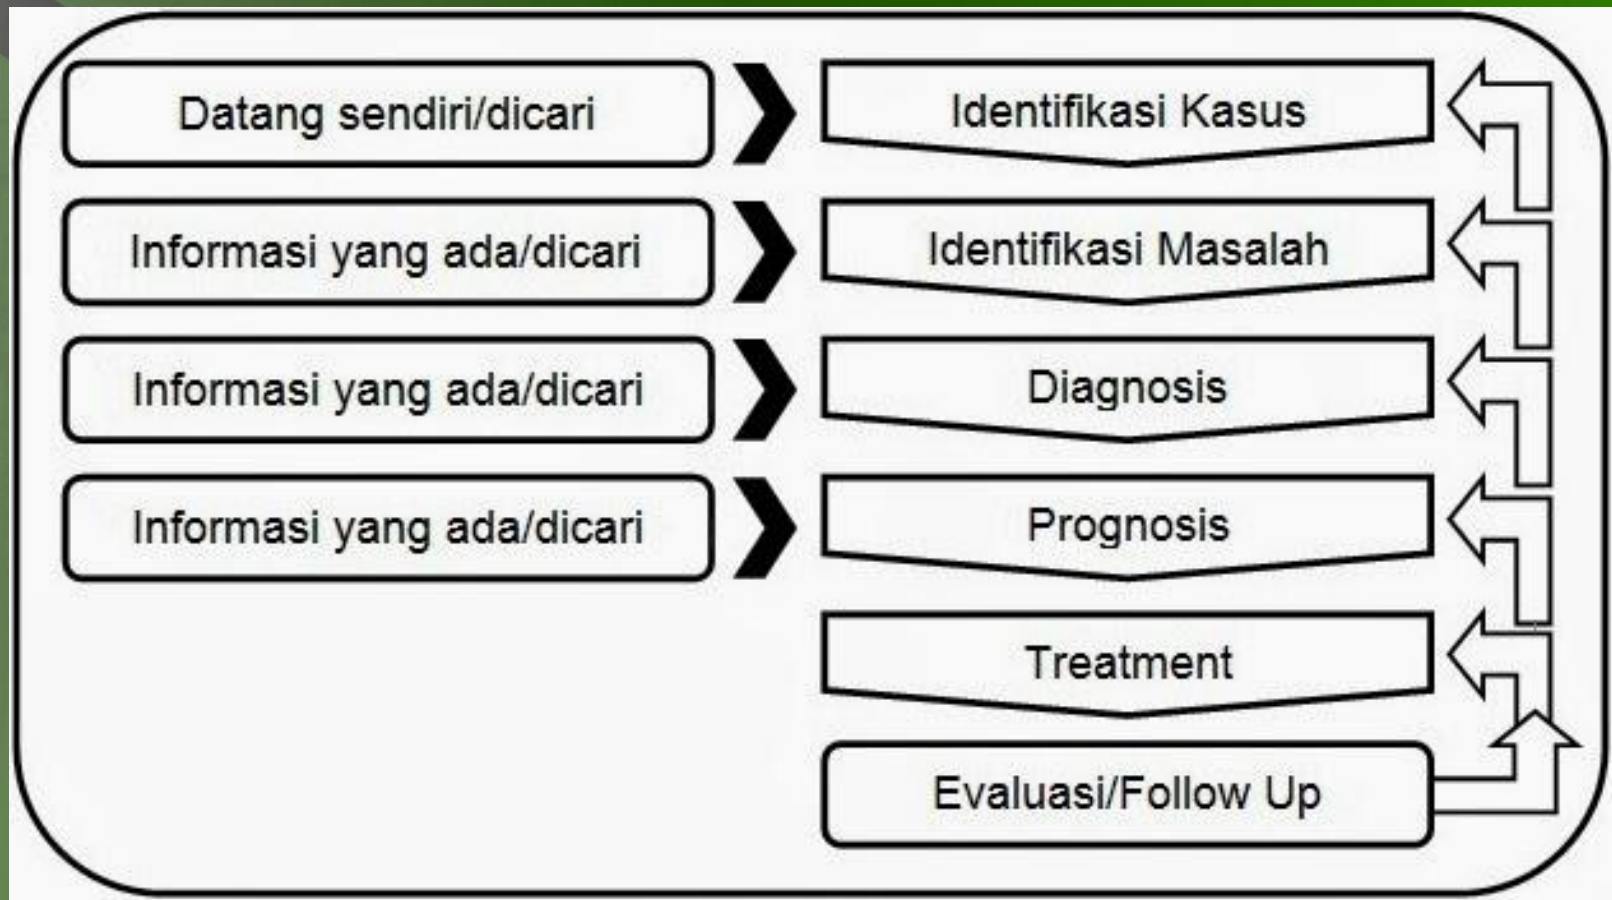 Datang sendiri/dicari
Identifikasi Kasus
Informasi yang ada/dicari
Identifikasi Masalah
Informasi yang ada/dicari
Diagnosis
Informasi yang ada/dicari
Prognosis
Treatment
Evaluasi/Follow Up